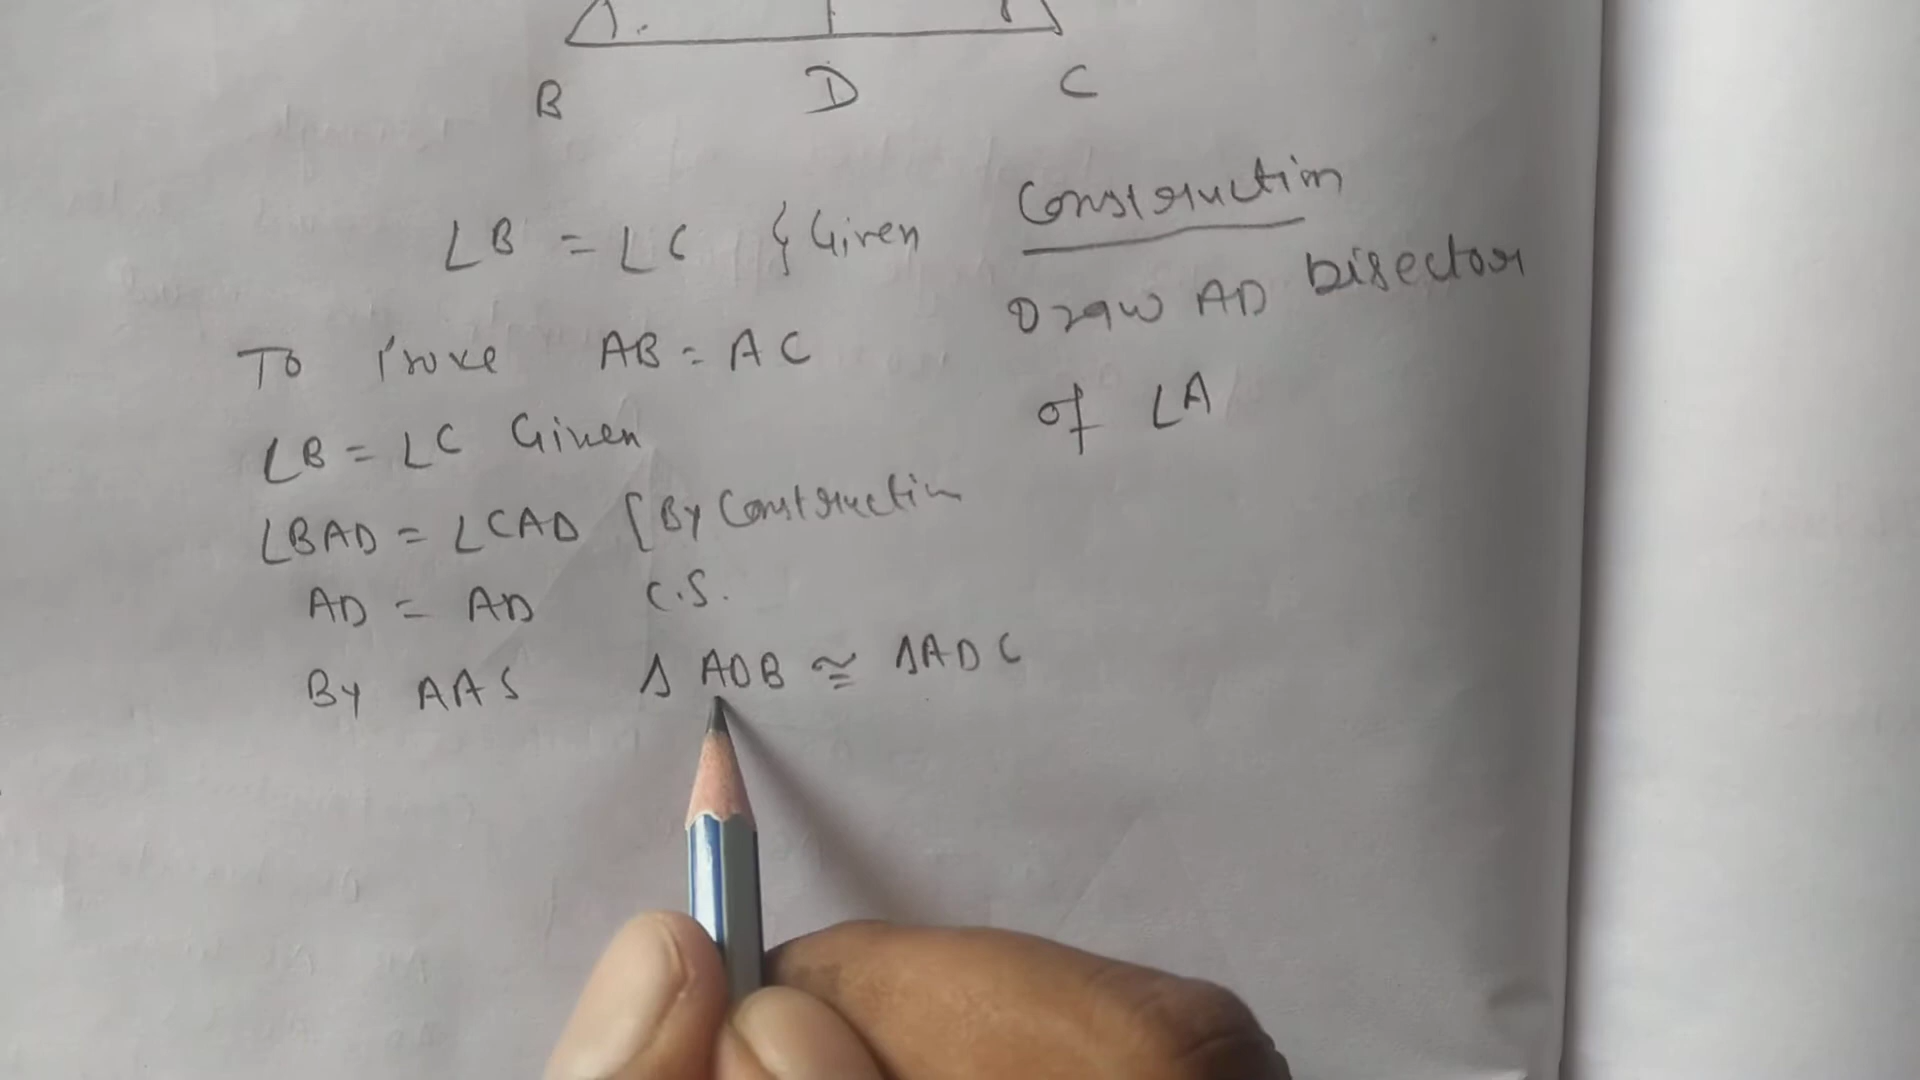 B D C
∠B = ∠C { Given
To Prove AB = AC
∠B = ∠C Given
∠BAD = ∠CAD [By Construction
AD = AD C.S.
By AAS Δ ADB ≅ ΔADC
Construction
Draw AD Bisector
of ∠A